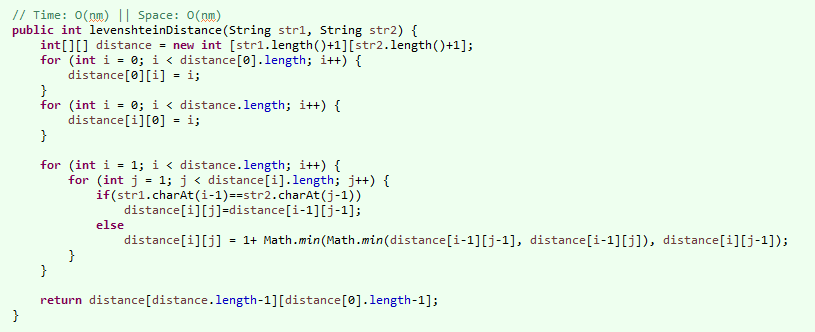 // Time: O(nm) || Space: O(nm)
public int levenshteinDistance(String str1, String str2) {
    int[][] distance = new int [str1.length()+1][str2.length()+1];
    for (int i = 0; i < distance[0].length; i++) {
        distance[0][i] = i;
    }
    for (int i = 0; i < distance.length; i++) {
        distance[i][0] = i;
    }

    for (int i = 1; i < distance.length; i++) {
        for (int j = 1; j < distance[i].length; j++) {
            if(str1.charAt(i-1)==str2.charAt(j-1))
                distance[i][j]=distance[i-1][j-1];
            else
                distance[i][j] = 1+ Math.min(Math.min(distance[i-1][j-1], distance[i-1][j]), distance[i][j-1]);
        }
    }

    return distance[distance.length-1][distance[0].length-1];
}